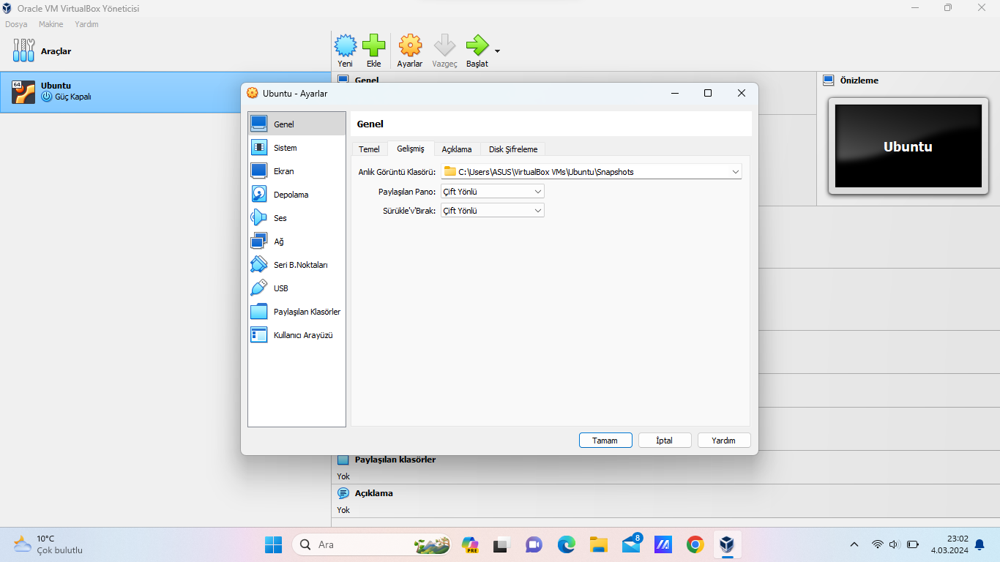 Oracle VM VirtualBox Yöneticisi
Dosya Makine Yardım
Araçlar
Yeni Ekle Ayarlar Vazgeç Başlat
64
Ubuntu
Güç Kapalı
Genel
Önizleme
Ubuntu
Ubuntu - Ayarlar
Genel
Sistem
Ekran
Depolama
Ses
Ağ
Seri B.Noktaları
USB
Paylaşılan Klasörler
Kullanıcı Arayüzü
Genel
Temel Gelişmiş Açıklama Disk Şifreleme
Anlık Görüntü Klasörü: C:\Users\ASUS\VirtualBox VMs\Ubuntu\Snapshots
Paylaşılan Pano: Çift Yönlü
Sürükle'v'Bırak: Çift Yönlü
Tamam İptal Yardım
Paylaşılan klasörler
Yok
Açıklama
Yok
10°C
Çok bulutlu
Ara
PRE
8
23:02
4.03.2024